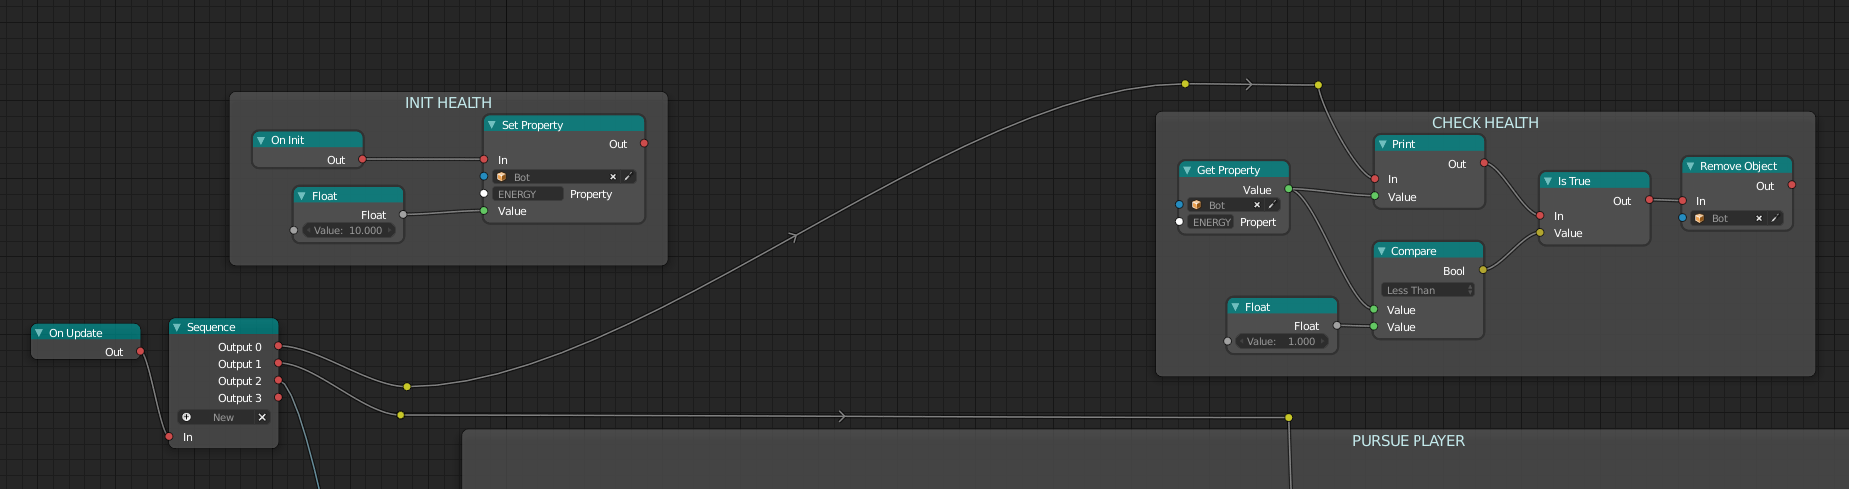 INIT HEALTH
On Init
Out
Set Property
Out
In
Bot
ENERGY Property
Value
Float
Float
Value: 10.000
On Update
Out
Sequence
Output 0
Output 1
Output 2
Output 3
New
In
CHECK HEALTH
Get Property
Value
Bot
ENERGY Propert
Print
Out
In
Value
Is True
Out
In
Value
Remove Object
Out
In
Bot
Compare
Bool
Less Than
Value
Value
Float
Float
Value: 1.000
PURSUE PLAYER